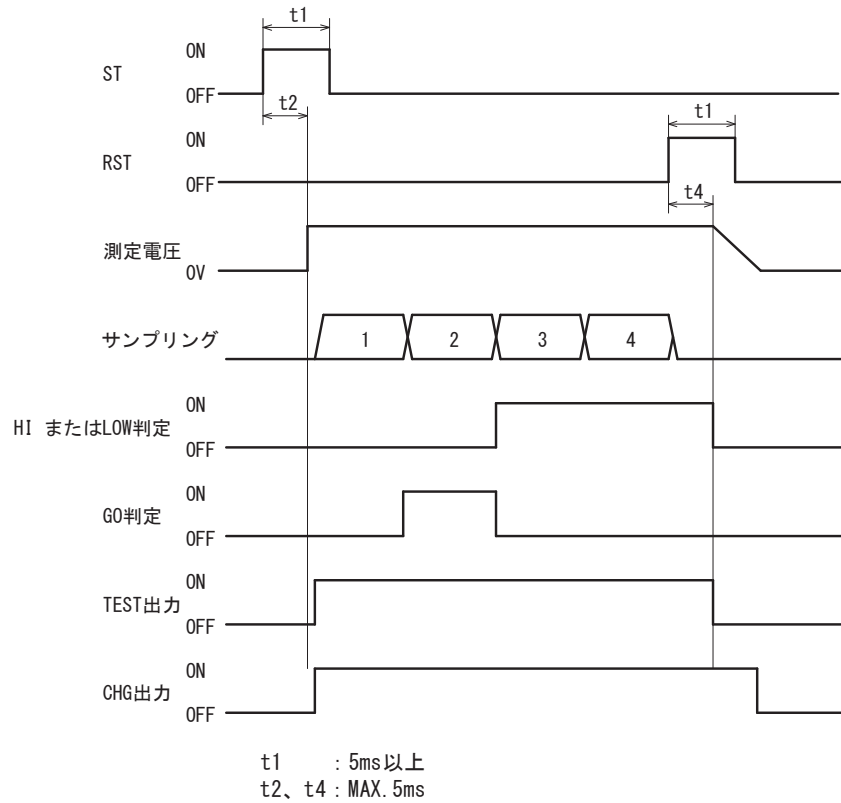 t1
ON
ST
OFF
t2
ON
t1
RST
OFF
t4
測定電圧
0V
サンプリング
1 2 3 4
ON
HI またはLOW判定
OFF
ON
GO判定
OFF
ON
TEST出力
OFF
ON
CHG出力
OFF
t1 : 5ms以上
t2、t4 : MAX.5ms